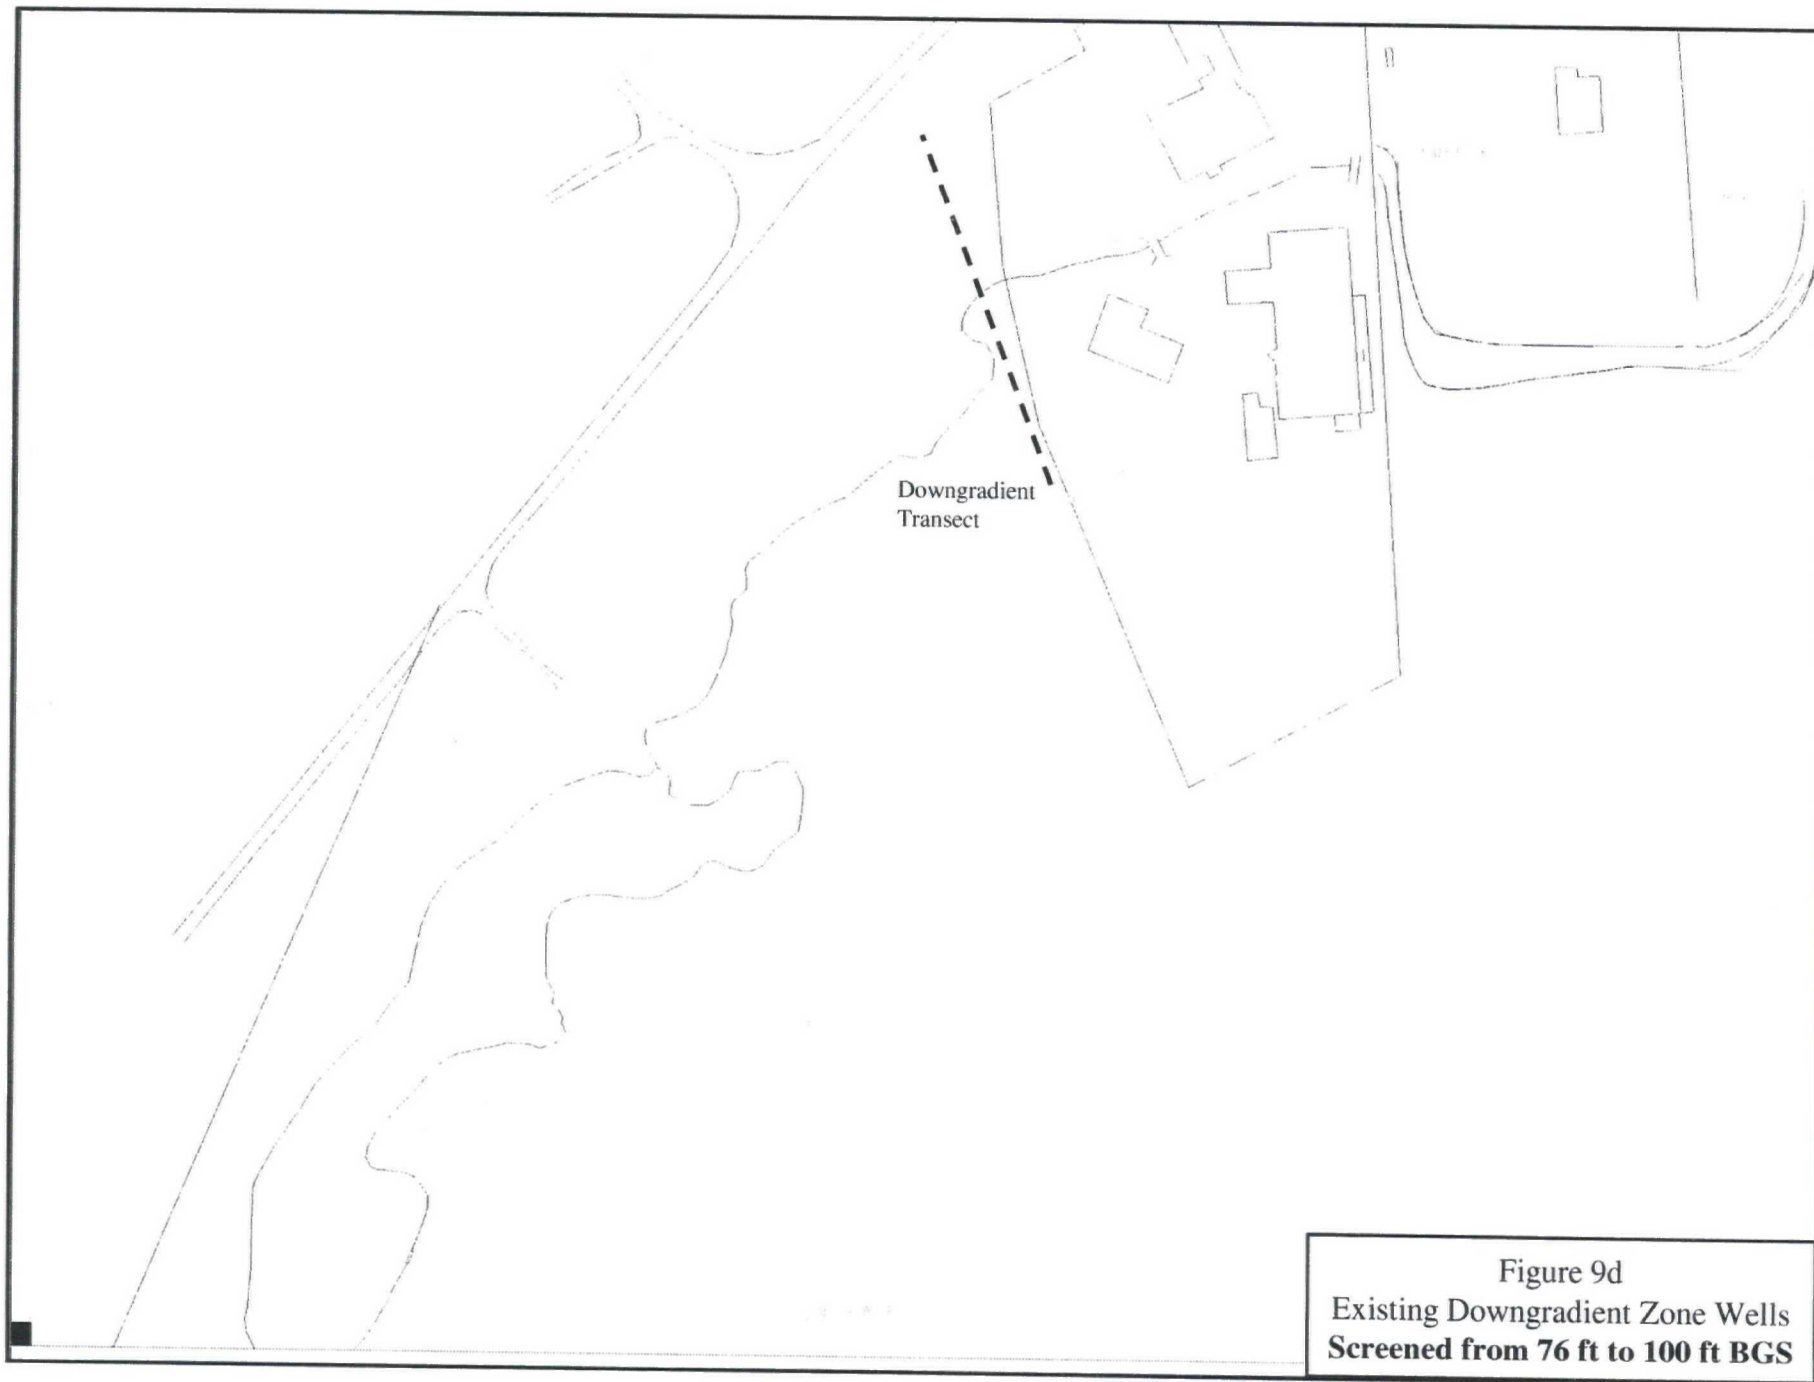 Downgradient
Transect
Figure 9d
Existing Downgradient Zone Wells
Screened from 76 ft to 100 ft BGS